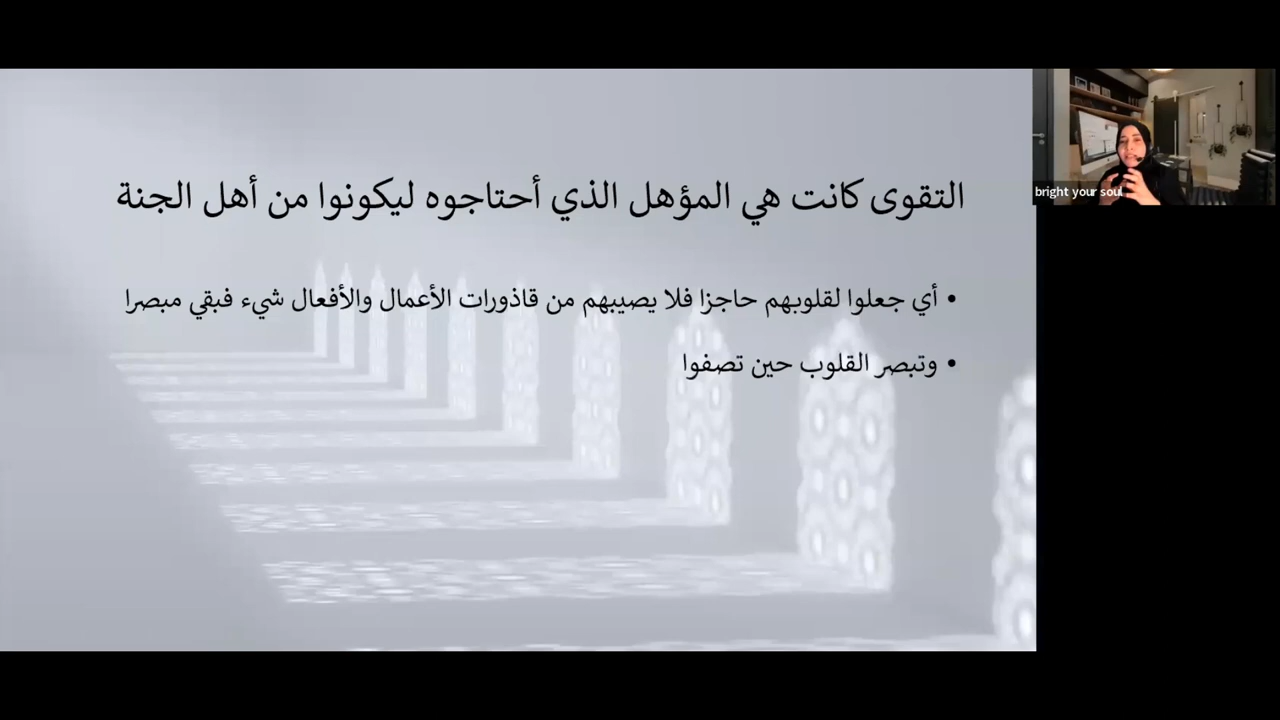 التقوى كانت هي المؤهل الذي أحتاجوه ليكونوا من أهل الجنة
• أي جعلوا لقلوبهم حاجزا فلا يصيبهم من قاذورات الأعمال والأفعال شيء فبقي مبصرا
• وتبصر القلوب حين تصفوا
bright your soul